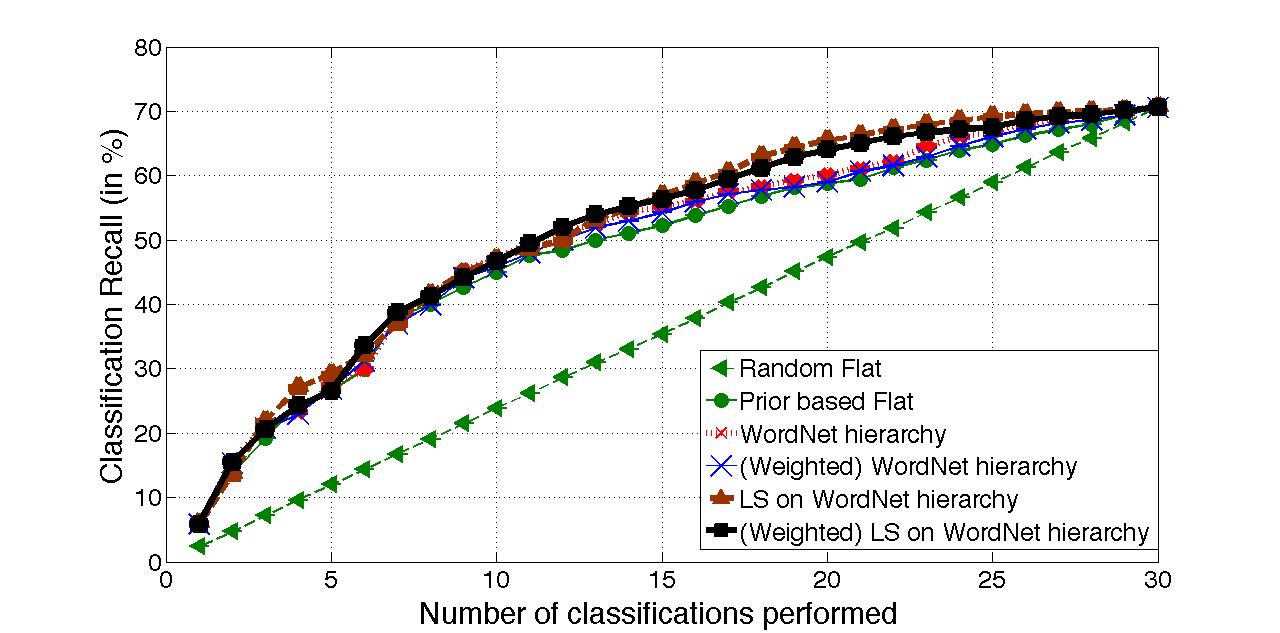 80
70
60
50
40
30
20
10
0
Classification Recall (in %)
Random Flat
Prior based Flat
WordNet hierarchy
(Weighted) WordNet hierarchy
LS on WordNet hierarchy
(Weighted) LS on WordNet hierarchy
0 5 10 15 20 25 30
Number of classifications performed